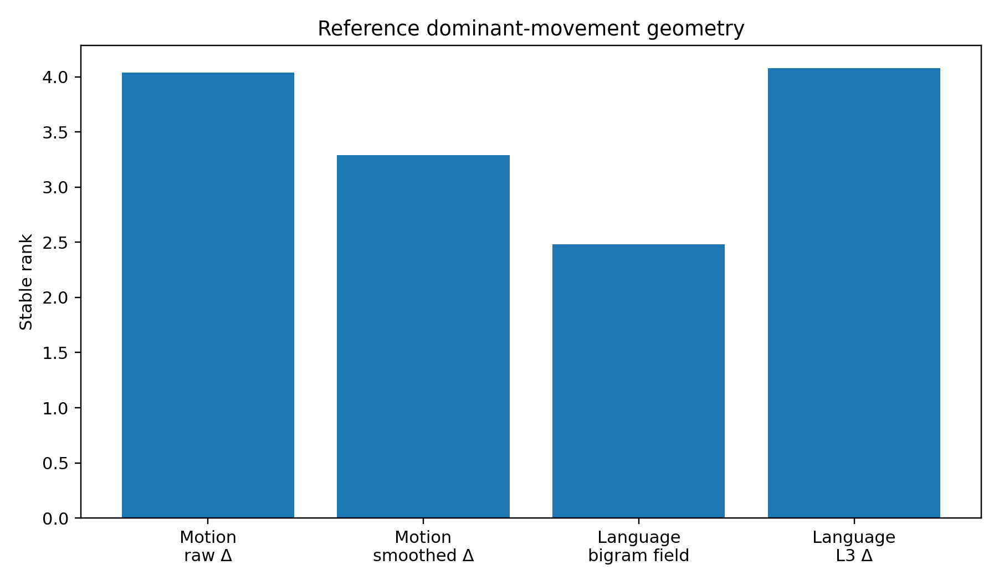 Reference dominant-movement geometry
Stable rank
4.0
3.5
3.0
2.5
2.0
1.5
1.0
0.5
0.0
Motion
raw Δ
Motion
smoothed Δ
Language
bigram field
Language
L3 Δ